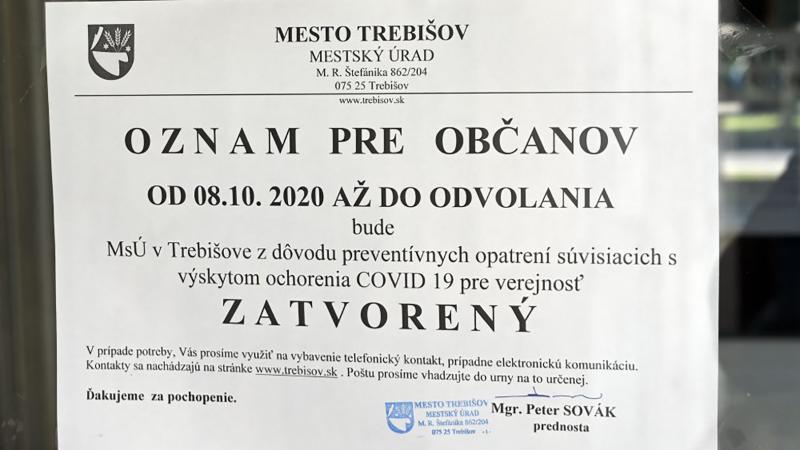 MESTO TREBIŠOV
MESTSKÝ ÚRAD
M. R. Štefánika 862/204
075 25 Trebišov
www.trebisov.sk
OZNAM PRE OBČANOV
OD 08.10. 2020 AŽ DO ODVOLANIA
bude
MsÚ v Trebišove z dôvodu preventívnych opatrení súvisiacich s
výskytom ochorenia COVID 19 pre verejnosť
ZATVORENÝ
V prípade potreby, Vás prosíme využiť na vybavenie telefonický kontakt, prípadne elektronickú komunikáciu.
Kontakty sa nachádzajú na stránke www.trebisov.sk . Poštu prosíme vhadzujte do urny na to určenej.
Ďakujeme za pochopenie.
MESTO TREBIŠOV
MESTSKÝ ÚRAD
M. R. Štefánika 862/204
075 25 Trebišov
-1-
Mgr. Peter SOVÁK
prednosta